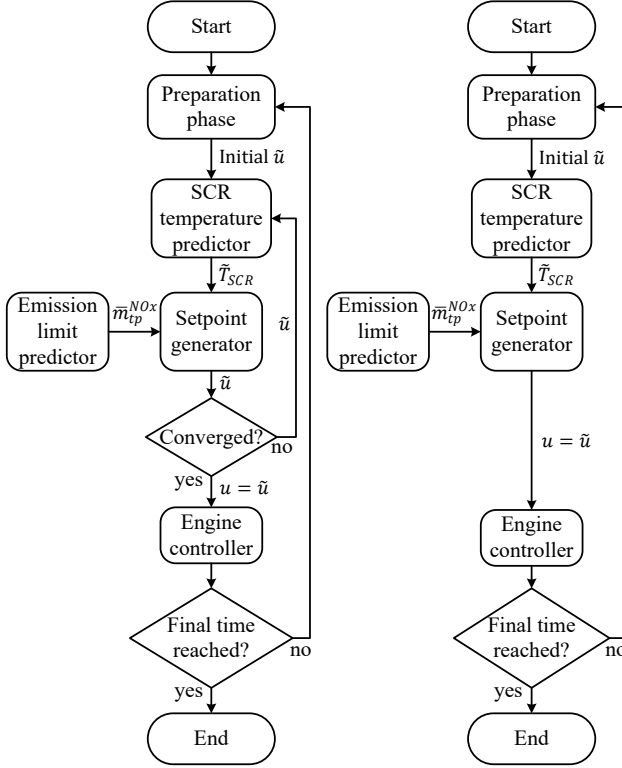 Start
Preparation
phase
Initial ũ
SCR
temperature
predictor
T̃_SCR
Emission
limit
predictor
m̅_tp^NOx
Setpoint
generator
ũ
ũ
Converged?
no
yes
u = ũ
Engine
controller
Final time
reached?
no
yes
End
Start
Preparation
phase
Initial ũ
SCR
temperature
predictor
T̃_SCR
Emission
limit
predictor
m̅_tp^NOx
Setpoint
generator
u = ũ
Engine
controller
Final time
reached?
no
yes
End